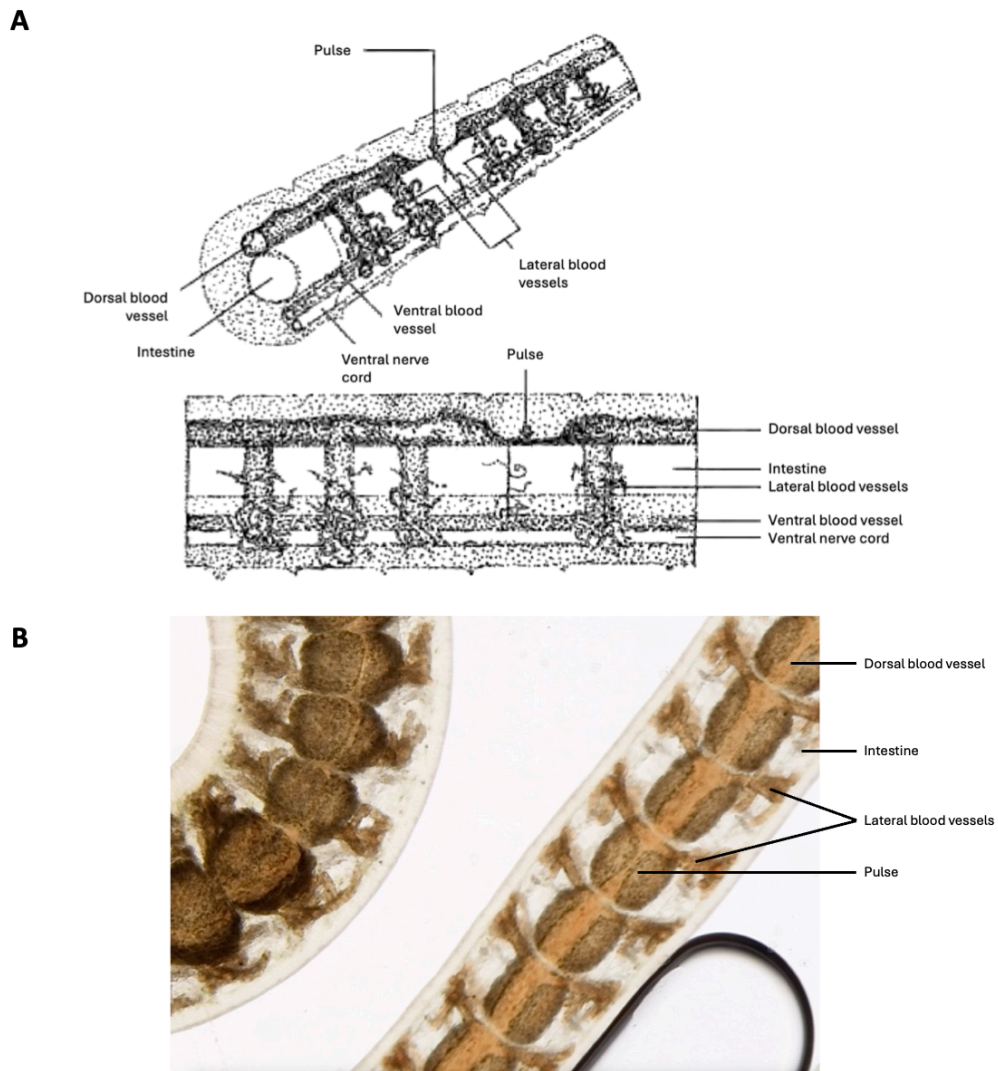 A
Pulse
Lateral blood
vessels
Dorsal blood
vessel
Ventral blood
vessel
Intestine
Ventral nerve
cord
Pulse
Dorsal blood vessel
Intestine
Lateral blood vessels
Ventral blood vessel
Ventral nerve cord
B
Dorsal blood vessel
Intestine
Lateral blood vessels
Pulse